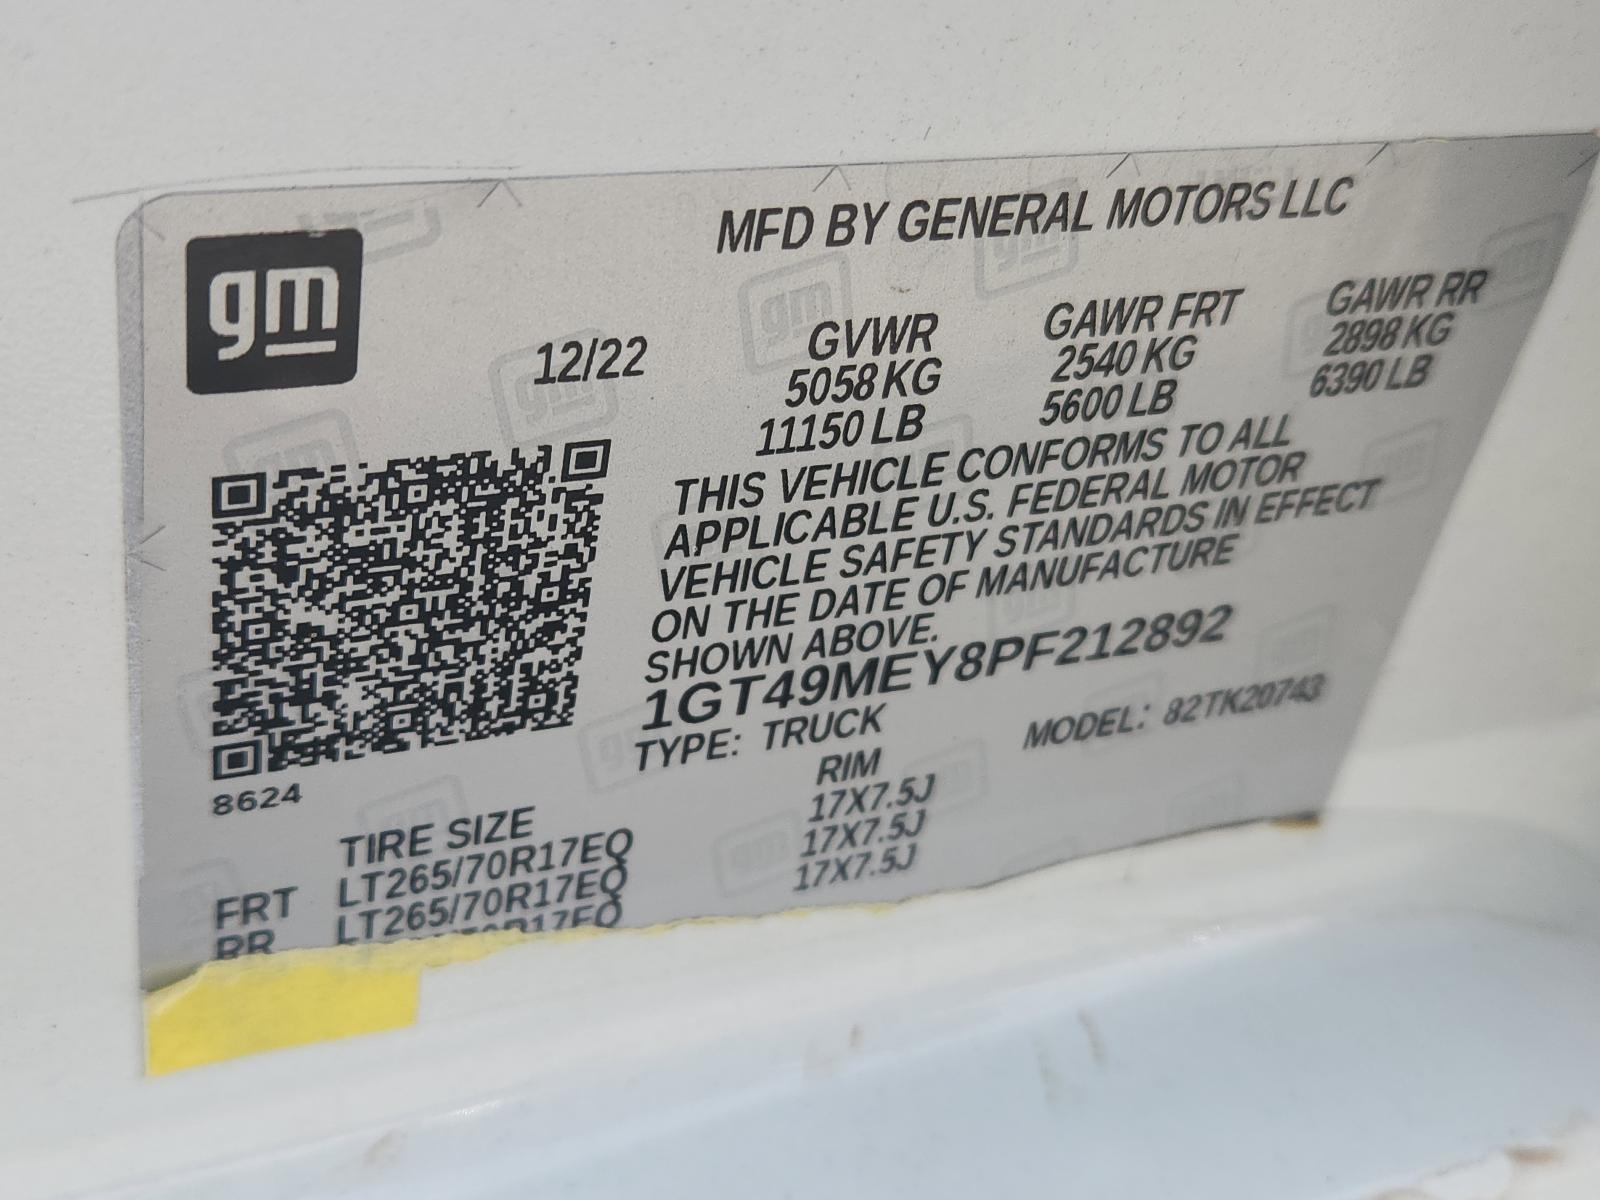 gm
MFD BY GENERAL MOTORS LLC
12/22 GVWR GAWR FRT GAWR RR
5058 KG 2540 KG 2898 KG
11150 LB 5600 LB 6390 LB
THIS VEHICLE CONFORMS TO ALL
APPLICABLE U.S. FEDERAL MOTOR
VEHICLE SAFETY STANDARDS IN EFFECT
ON THE DATE OF MANUFACTURE
SHOWN ABOVE.
1GT49MEY8PF212892
TYPE: TRUCK MODEL: 82TK20743
8624
TIRE SIZE RIM
FRT LT265/70R17EQ 17X7.5J
RR LT265/70R17EQ 17X7.5J
17X7.5J